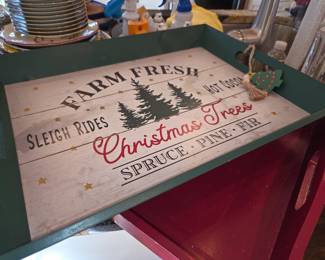 FARM FRESH
SLEIGH RIDES
HOT COCOA
Christmas Trees
SPRUCE · PINE · FIR